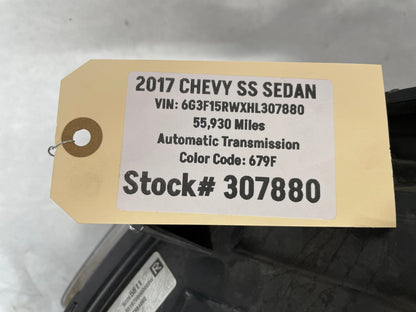 2017 CHEVY SS SEDAN
VIN: 6G3F15RWXHL307880
55,930 Miles
Automatic Transmission
Color Code: 679F
Stock# 307880
R